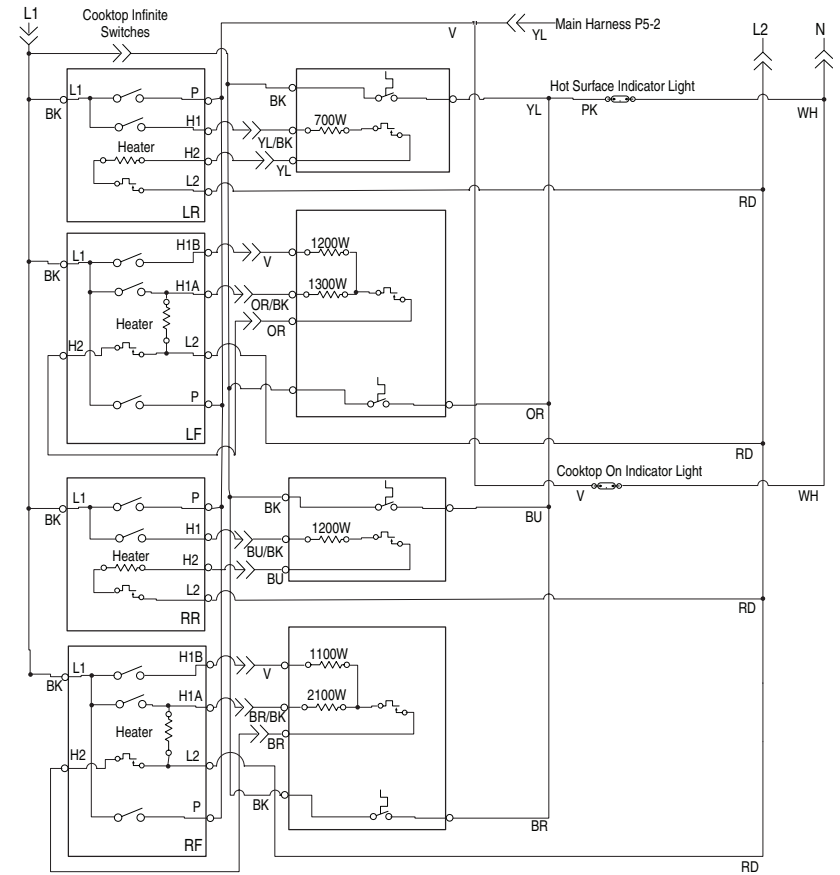 L1
Cooktop Infinite
Switches
V
YL
Main Harness P5-2
L2
N
L1
P
BK
H1
Heater
H2
L2
LR
BK
700W
YL/BK
YL
YL
Hot Surface Indicator Light
PK
WH
RD
L1
H1B
BK
V
H1A
OR/BK
OR
Heater
H2
L2
P
LF
1200W
1300W
OR
RD
Cooktop On Indicator Light
V
WH
L1
P
BK
H1
Heater
H2
L2
RR
BK
1200W
BU/BK
BU
BU
RD
L1
H1B
BK
V
H1A
BR/BK
BR
Heater
H2
L2
P
RF
1100W
2100W
BK
BR
RD